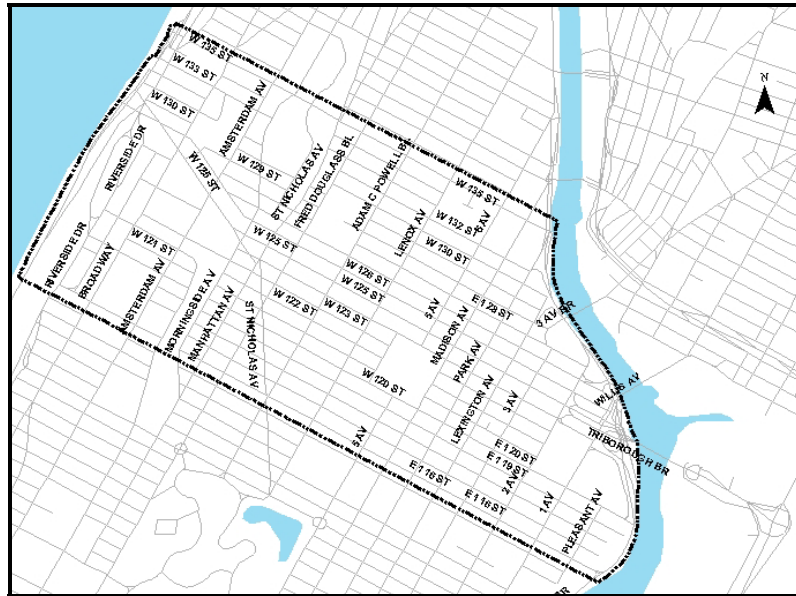 W 135 ST
W 133 ST
N
W 130 ST
AMSTERDAM AV
RIVERSIDE DR
W 125 ST
W 129 ST
ST NICHOLAS AV
FRED DOUGLASS BL
ADAM C POWELL BL
W 135 ST
W 132 ST
5 AV
LENOX AV
W 130 ST
RIVERSIDE DR
BROADWAY
W 121 ST
AMSTERDAM AV
MORNINGSIDE AV
MANHATTAN AV
W 125 ST
ST NICHOLAS AV
W 126 ST
W 125 ST
W 122 ST
W 123 ST
5 AV
E 128 ST
3 AV BR
MADISON AV
PARK AV
W 120 ST
LEXINGTON AV
3 AV
WILLIS AV
TRIBOROUGH BR
5 AV
E 120 ST
E 119 ST
E 116 ST
E 116 ST
2 AV
1 AV
PLEASANT AV